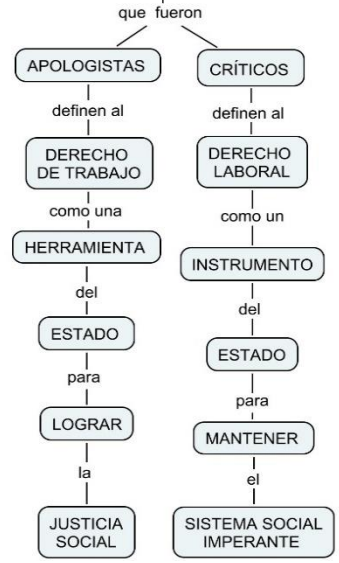 que fueron
APOLOGISTAS
definen al
DERECHO
DE TRABAJO
como una
HERRAMIENTA
del
ESTADO
para
LOGRAR
la
JUSTICIA
SOCIAL
CRÍTICOS
definen al
DERECHO
LABORAL
como un
INSTRUMENTO
del
ESTADO
para
MANTENER
el
SISTEMA SOCIAL
IMPERANTE